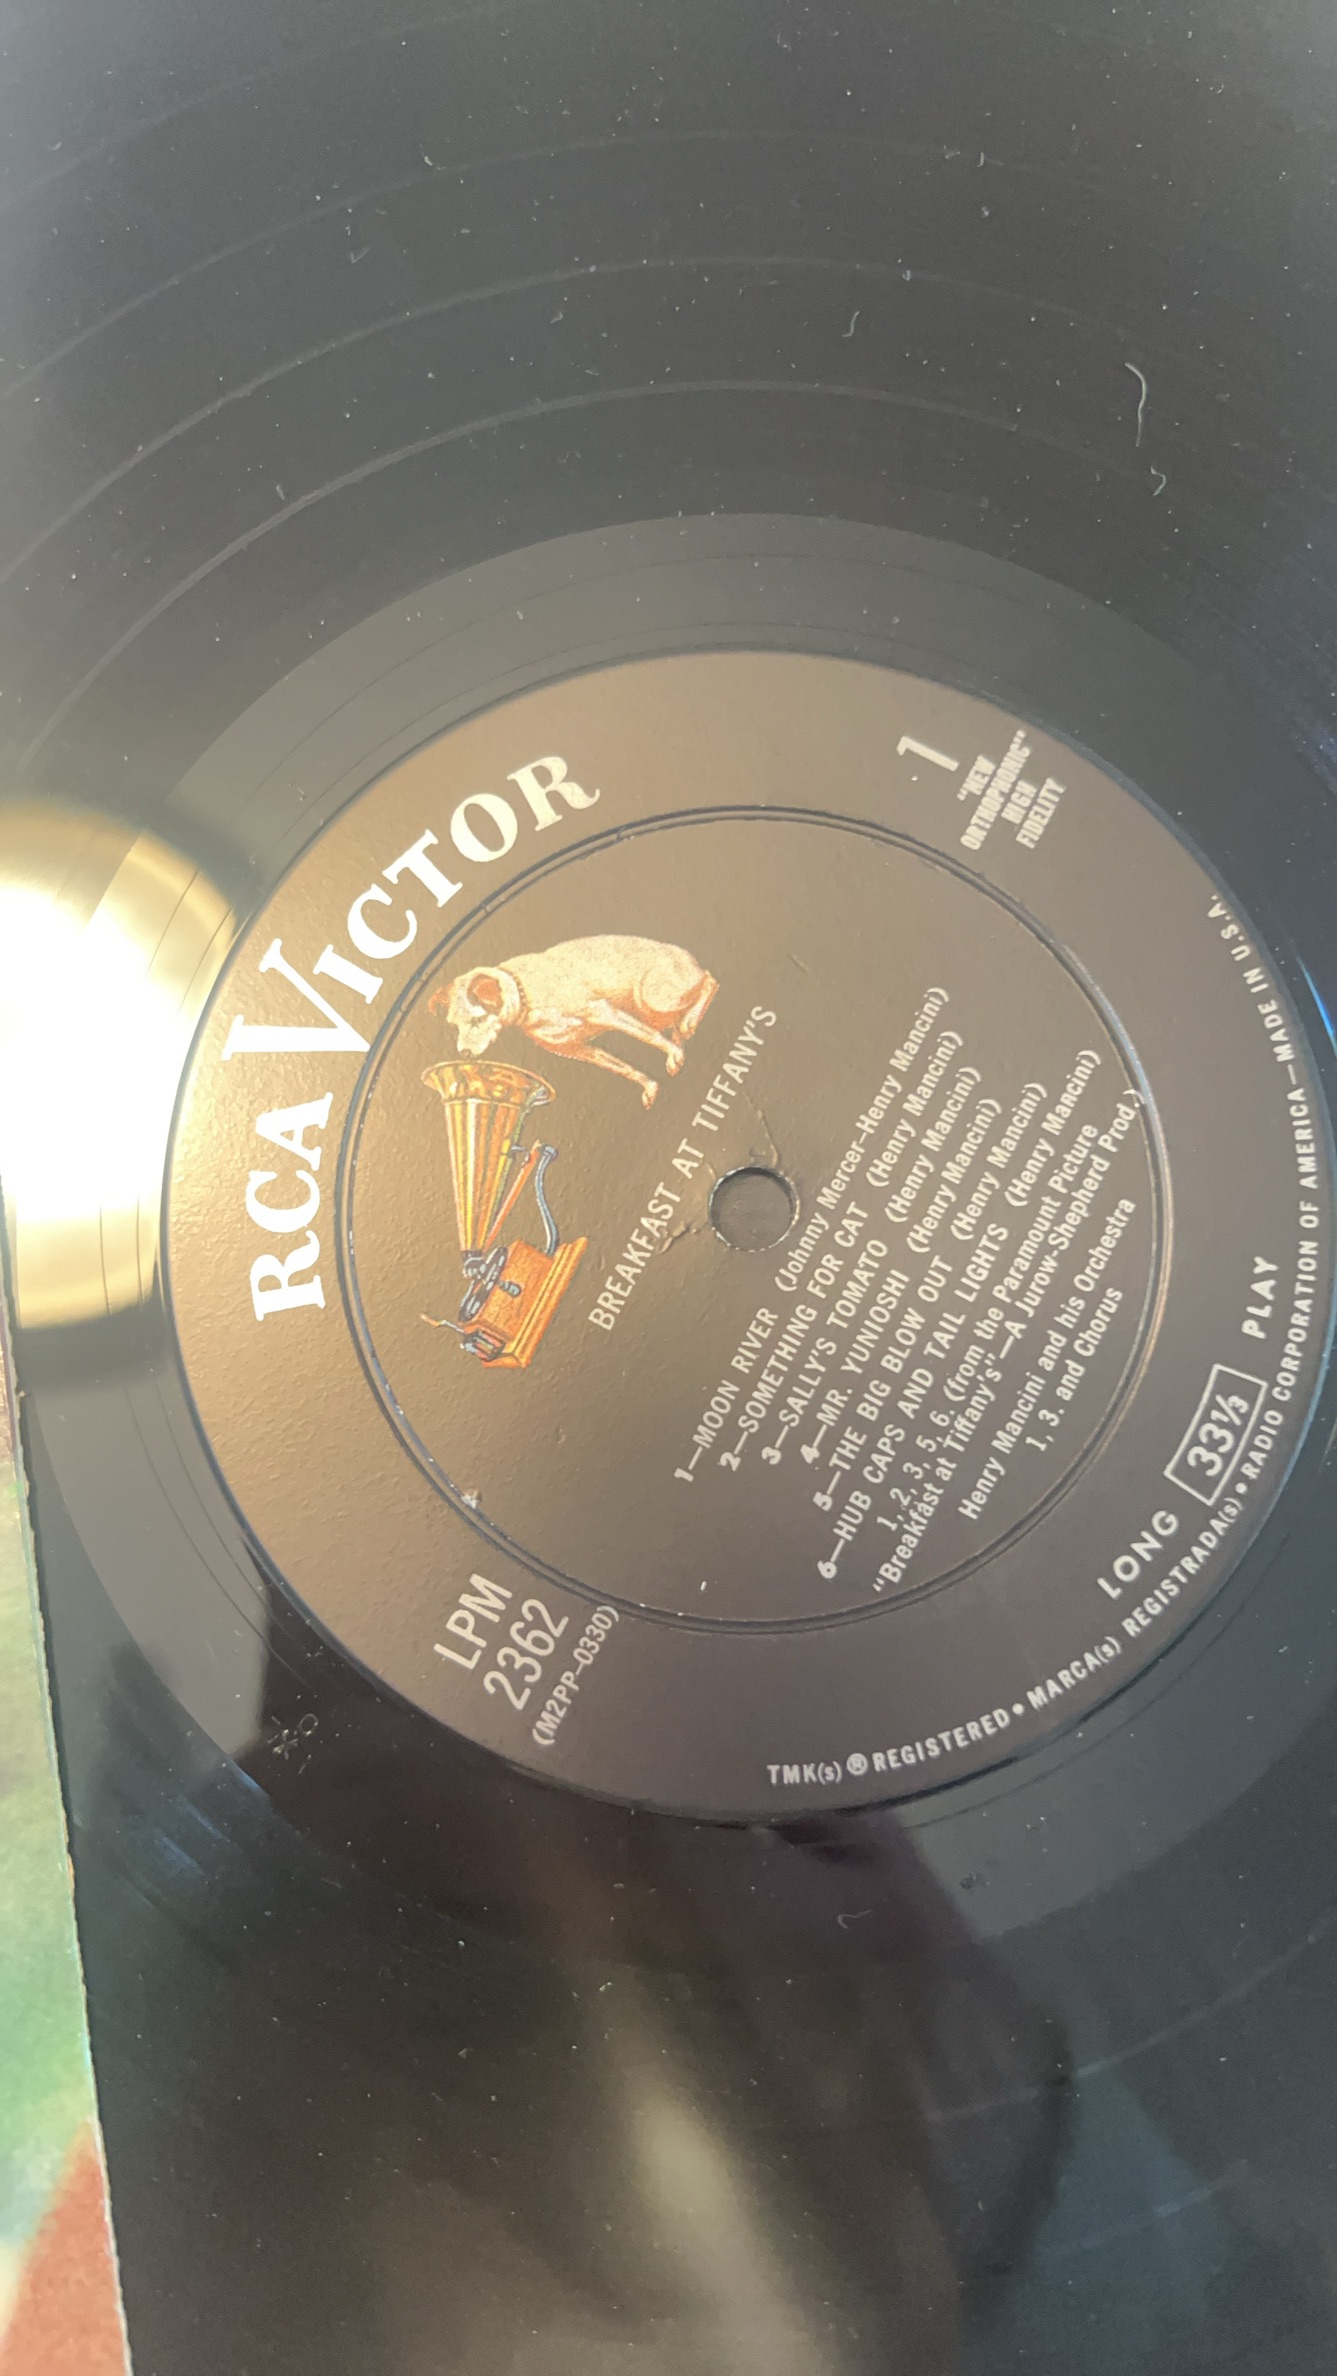 RCA VICTOR
BREAKFAST AT TIFFANY'S
LPM
2362
(M2PP-0330)
1
"NEW
ORTHOPHONIC"
HIGH
FIDELITY
1—MOON RIVER (Johnny Mercer-Henry Mancini)
2—SOMETHING FOR CAT (Henry Mancini)
3—SALLY'S TOMATO (Henry Mancini)
4—MR. YUNIOSHI (Henry Mancini)
5—THE BIG BLOW OUT (Henry Mancini)
6—HUB CAPS AND TAIL LIGHTS (Henry Mancini)
1, 2, 3, 5, 6, (from the Paramount Picture
"Breakfast at Tiffany's"—A Jurow-Shepherd Prod.)
Henry Mancini and his Orchestra
1, 3. and Chorus
LONG 33⅓ PLAY
TMK(s) ® REGISTERED • MARCA(s) REGISTRADA(s) • RADIO CORPORATION OF AMERICA — MADE IN U.S.A.